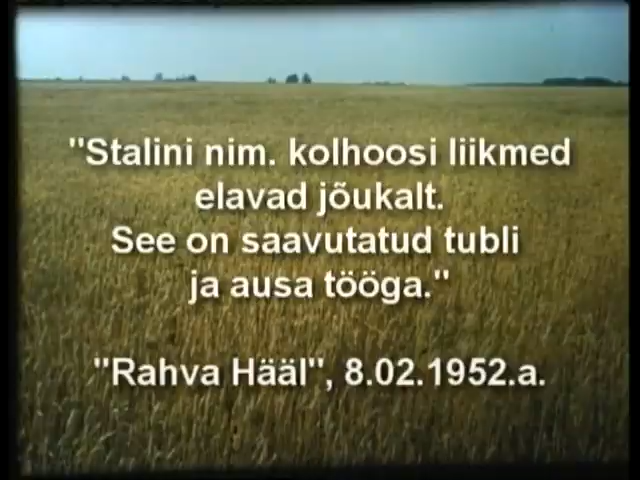 "Stalini nim. kolhoosi liikmed
elavad jõukalt.
See on saavutatud tubli
ja ausa tööga."
"Rahva Hääl", 8.02.1952.a.